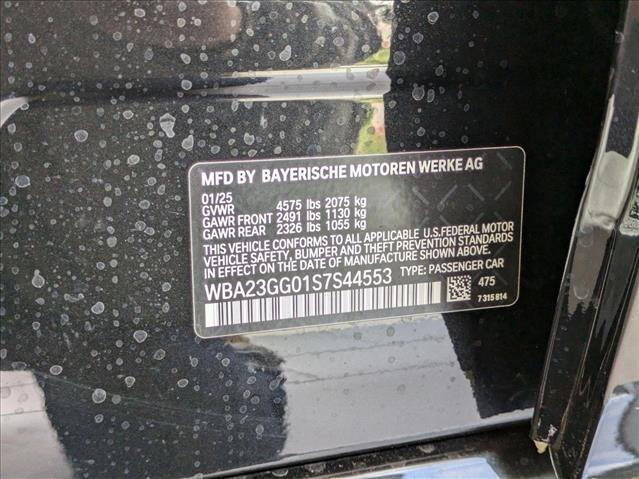 MFD BY BAYERISCHE MOTOREN WERKE AG
01/25
GVWR 4575 lbs 2075 kg
GAWR FRONT 2491 lbs 1130 kg
GAWR REAR 2326 lbs 1055 kg
THIS VEHICLE CONFORMS TO ALL APPLICABLE U.S.FEDERAL MOTOR
VEHICLE SAFETY, BUMPER AND THEFT PREVENTION STANDARDS
IN EFFECT ON THE DATE OF MANUFACTURE SHOWN ABOVE.
WBA23GG01S7S44553 TYPE: PASSENGER CAR
475
7315814